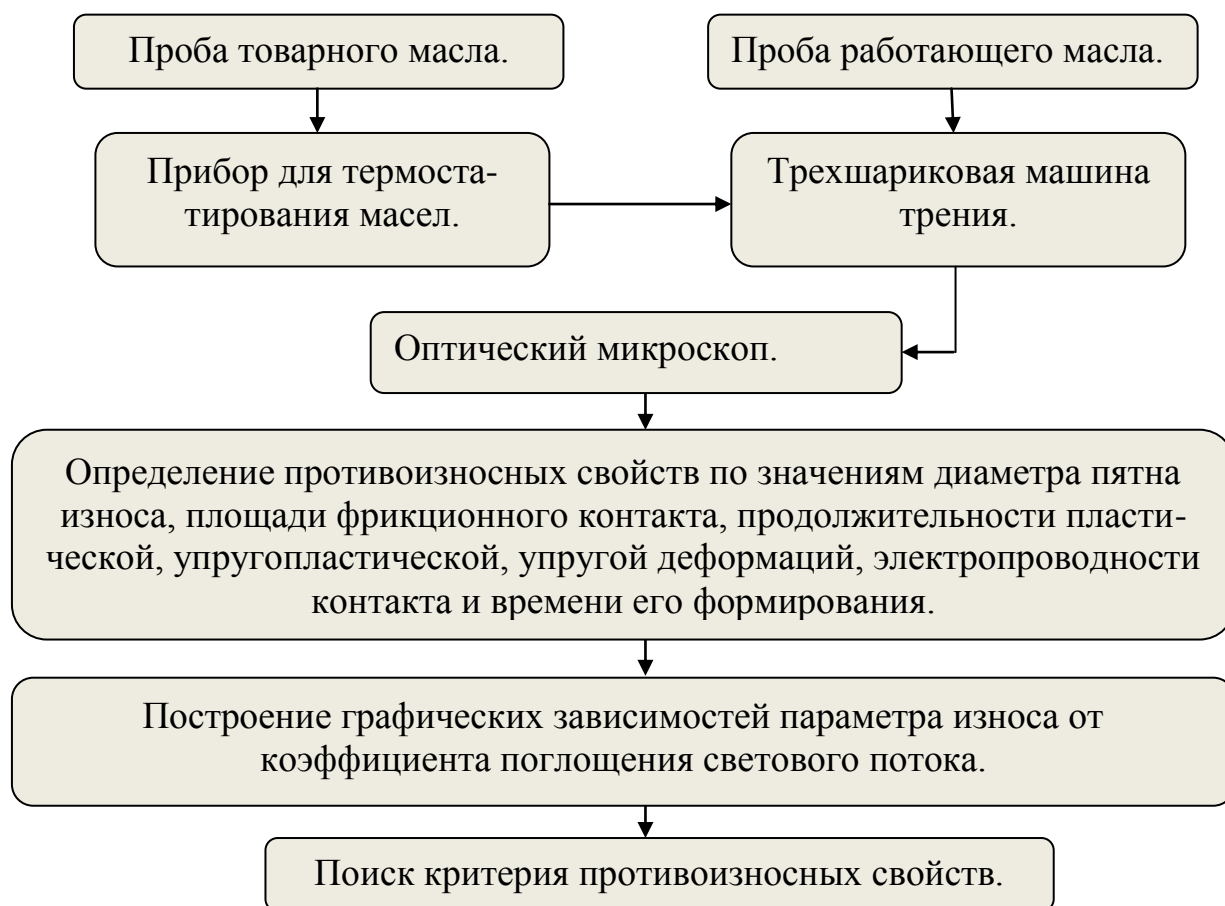 Проба товарного масла.
Проба работающего масла.
Прибор для термоста-
тирования масел.
Трехшариковая машина
трения.
Оптический микроскоп.
Определение противоизносных свойств по значениям диаметра пятна
износа, площади фрикционного контакта, продолжительности пласти-
ческой, упругопластической, упругой деформаций, электропроводности
контакта и времени его формирования.
Построение графических зависимостей параметра износа от
коэффициента поглощения светового потока.
Поиск критерия противоизносных свойств.